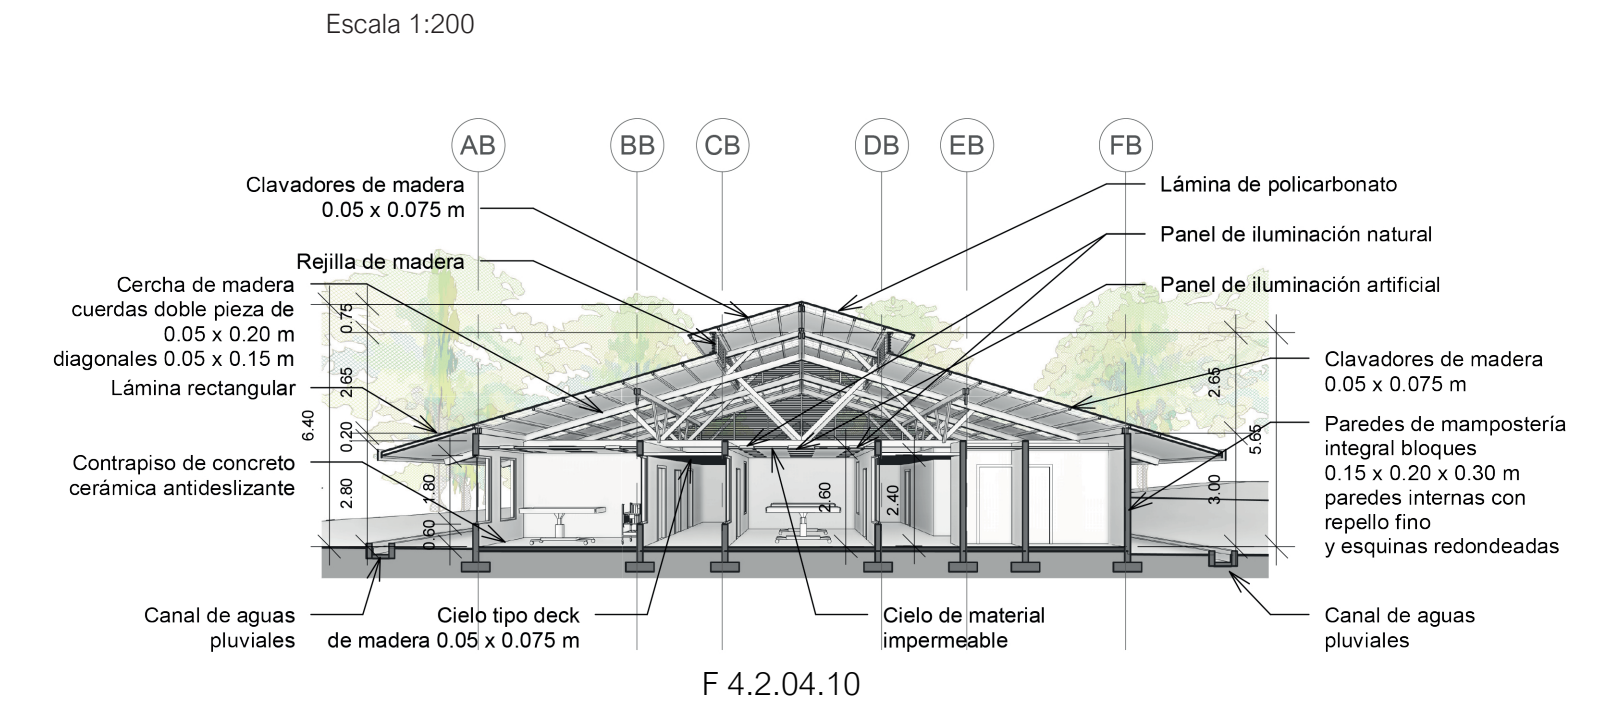 Escala 1:200
AB
BB
CB
DB
EB
FB
Clavadores de madera
0.05 x 0.075 m
Rejilla de madera
Cercha de madera
cuerdas doble pieza de
0.05 x 0.20 m
diagonales 0.05 x 0.15 m
Lámina rectangular
Contrapiso de concreto
cerámica antideslizante
Canal de aguas
pluviales
Cielo tipo deck
de madera 0.05 x 0.075 m
Cielo de material
impermeable
Lámina de policarbonato
Panel de iluminación natural
Panel de iluminación artificial
Clavadores de madera
0.05 x 0.075 m
Paredes de mampostería
integral bloques
0.15 x 0.20 x 0.30 m
paredes internas con
repello fino
y esquinas redondeadas
Canal de aguas
pluviales
6.40
0.75
2.65
0.20
2.80
1.80
0.60
2.60
2.40
2.65
5.65
3.00
F 4.2.04.10